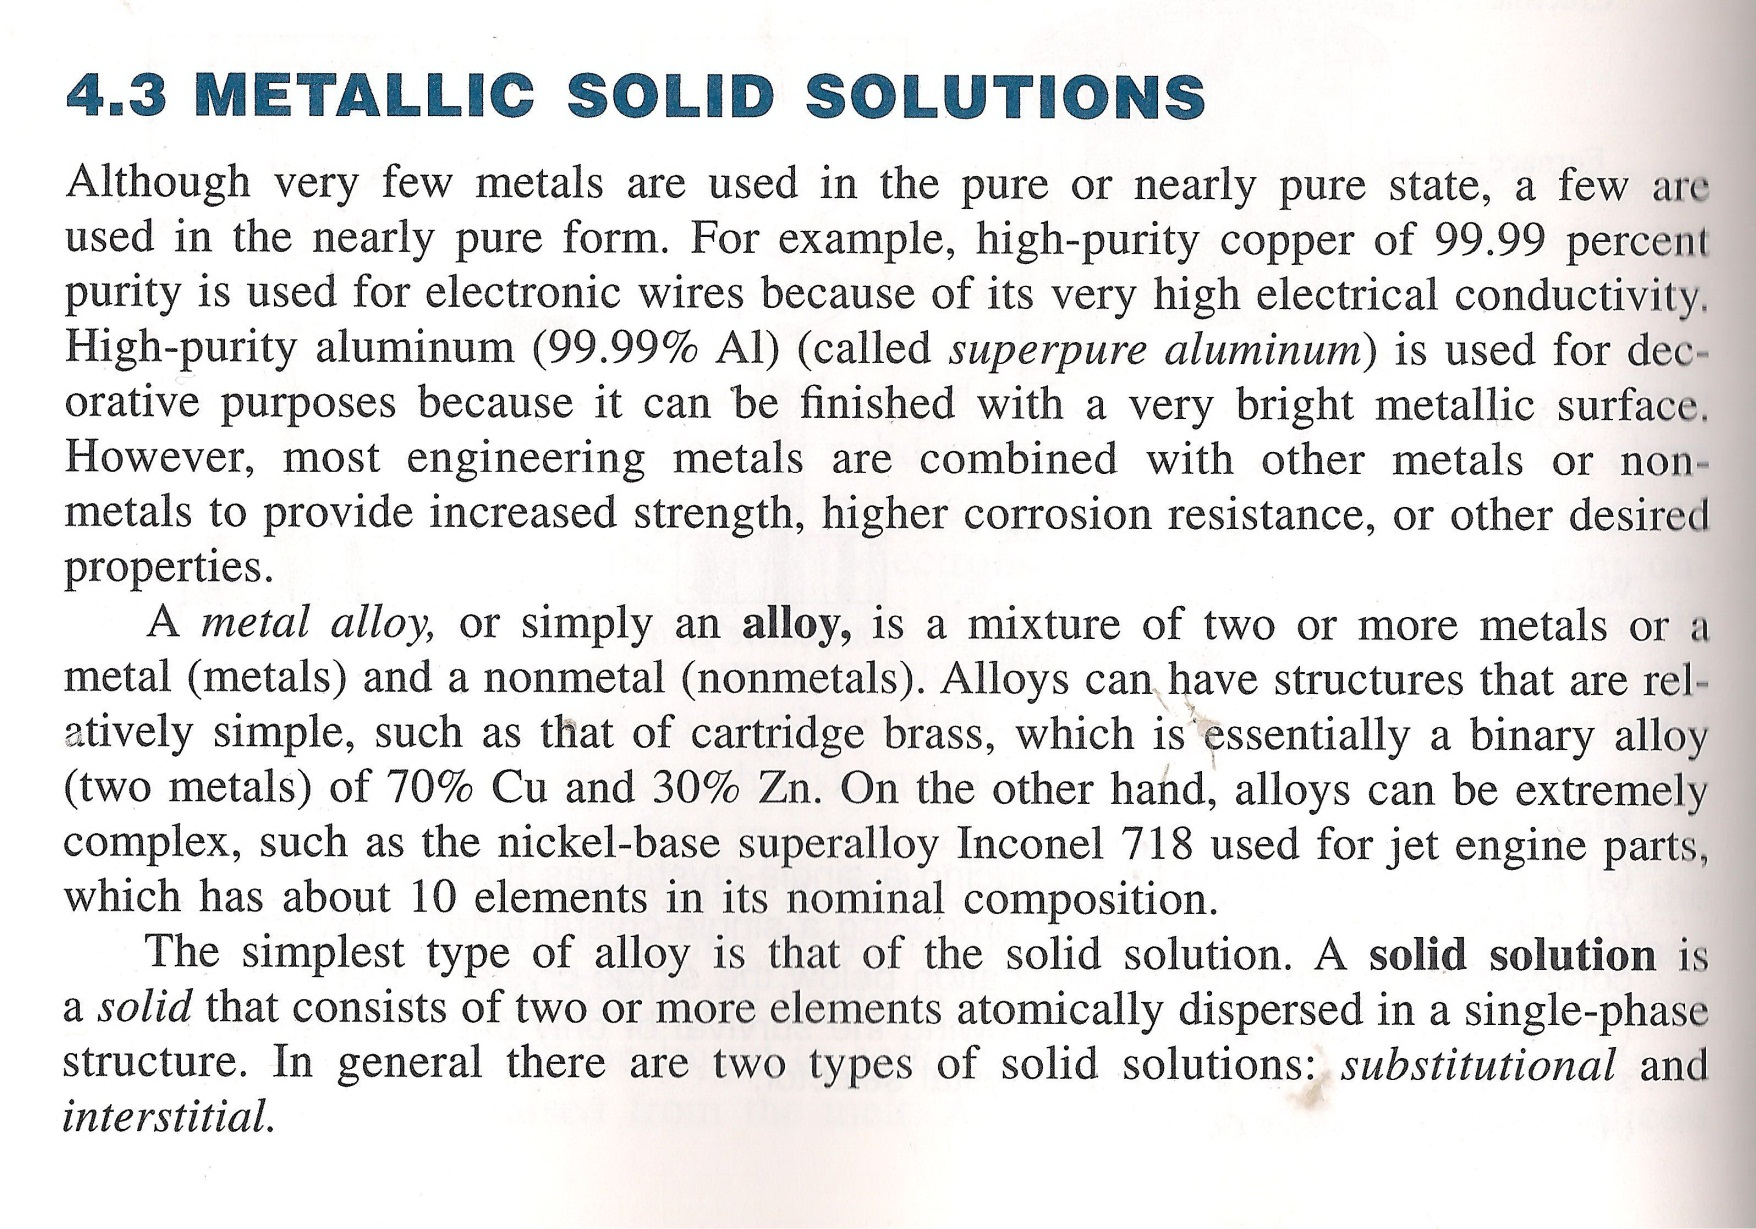 4.3 METALLIC SOLID SOLUTIONS
Although very few metals are used in the pure or nearly pure state, a few are
used in the nearly pure form. For example, high-purity copper of 99.99 percent
purity is used for electronic wires because of its very high electrical conductivity.
High-purity aluminum (99.99% Al) (called superpure aluminum) is used for dec-
orative purposes because it can be finished with a very bright metallic surface.
However, most engineering metals are combined with other metals or non-
metals to provide increased strength, higher corrosion resistance, or other desired
properties.
A metal alloy, or simply an alloy, is a mixture of two or more metals or a
metal (metals) and a nonmetal (nonmetals). Alloys can have structures that are rel-
atively simple, such as that of cartridge brass, which is essentially a binary alloy
(two metals) of 70% Cu and 30% Zn. On the other hand, alloys can be extremely
complex, such as the nickel-base superalloy Inconel 718 used for jet engine parts,
which has about 10 elements in its nominal composition.
The simplest type of alloy is that of the solid solution. A solid solution is
a solid that consists of two or more elements atomically dispersed in a single-phase
structure. In general there are two types of solid solutions: substitutional and
interstitial.